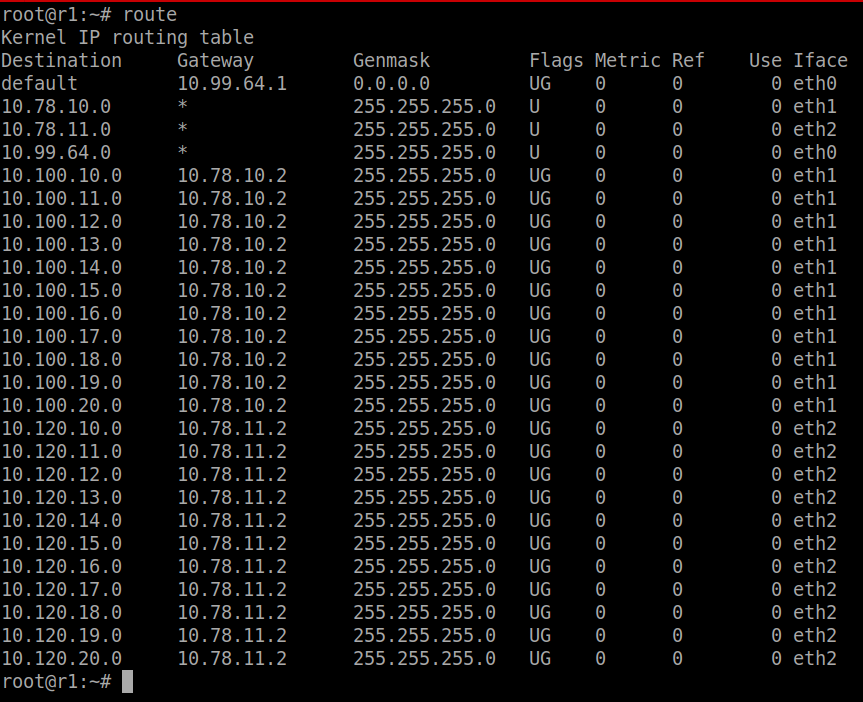 root@r1:~# route
Kernel IP routing table
Destination     Gateway         Genmask         Flags Metric Ref    Use Iface
default         10.99.64.1      0.0.0.0         UG    0      0        0 eth0
10.78.10.0      *               255.255.255.0   U     0      0        0 eth1
10.78.11.0      *               255.255.255.0   U     0      0        0 eth2
10.99.64.0      *               255.255.255.0   U     0      0        0 eth0
10.100.10.0     10.78.10.2      255.255.255.0   UG    0      0        0 eth1
10.100.11.0     10.78.10.2      255.255.255.0   UG    0      0        0 eth1
10.100.12.0     10.78.10.2      255.255.255.0   UG    0      0        0 eth1
10.100.13.0     10.78.10.2      255.255.255.0   UG    0      0        0 eth1
10.100.14.0     10.78.10.2      255.255.255.0   UG    0      0        0 eth1
10.100.15.0     10.78.10.2      255.255.255.0   UG    0      0        0 eth1
10.100.16.0     10.78.10.2      255.255.255.0   UG    0      0        0 eth1
10.100.17.0     10.78.10.2      255.255.255.0   UG    0      0        0 eth1
10.100.18.0     10.78.10.2      255.255.255.0   UG    0      0        0 eth1
10.100.19.0     10.78.10.2      255.255.255.0   UG    0      0        0 eth1
10.100.20.0     10.78.10.2      255.255.255.0   UG    0      0        0 eth1
10.120.10.0     10.78.11.2      255.255.255.0   UG    0      0        0 eth2
10.120.11.0     10.78.11.2      255.255.255.0   UG    0      0        0 eth2
10.120.12.0     10.78.11.2      255.255.255.0   UG    0      0        0 eth2
10.120.13.0     10.78.11.2      255.255.255.0   UG    0      0        0 eth2
10.120.14.0     10.78.11.2      255.255.255.0   UG    0      0        0 eth2
10.120.15.0     10.78.11.2      255.255.255.0   UG    0      0        0 eth2
10.120.16.0     10.78.11.2      255.255.255.0   UG    0      0        0 eth2
10.120.17.0     10.78.11.2      255.255.255.0   UG    0      0        0 eth2
10.120.18.0     10.78.11.2      255.255.255.0   UG    0      0        0 eth2
10.120.19.0     10.78.11.2      255.255.255.0   UG    0      0        0 eth2
10.120.20.0     10.78.11.2      255.255.255.0   UG    0      0        0 eth2
root@r1:~#